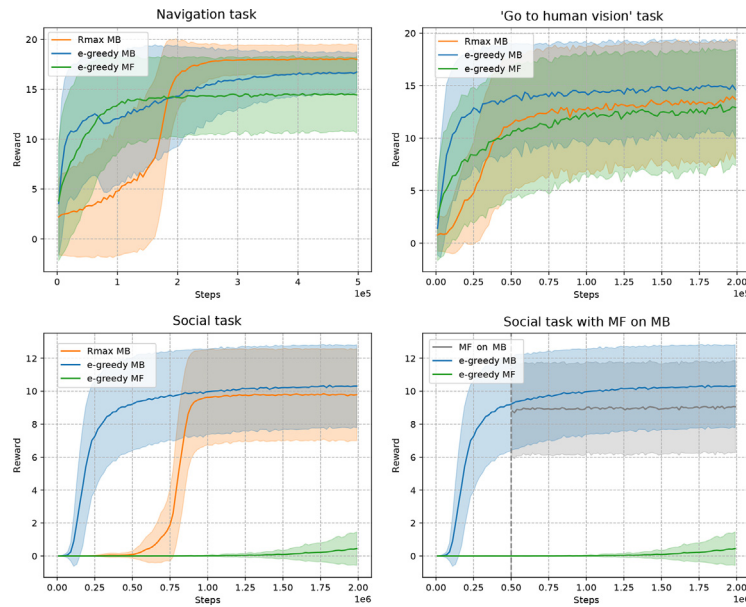 Navigation task
Rmax MB
e-greedy MB
e-greedy MF
Reward
20
15
10
5
0
0
1
2
3
4
5
1e5
Steps
'Go to human vision' task
Rmax MB
e-greedy MB
e-greedy MF
Reward
20
15
10
5
0
0.00
0.25
0.50
0.75
1.00
1.25
1.50
1.75
2.00
1e5
Steps
Social task
Rmax MB
e-greedy MB
e-greedy MF
Reward
12
10
8
6
4
2
0
0.00
0.25
0.50
0.75
1.00
1.25
1.50
1.75
2.00
1e6
Steps
Social task with MF on MB
MF on MB
e-greedy MB
e-greedy MF
Reward
12
10
8
6
4
2
0
0.00
0.25
0.50
0.75
1.00
1.25
1.50
1.75
2.00
1e6
Steps